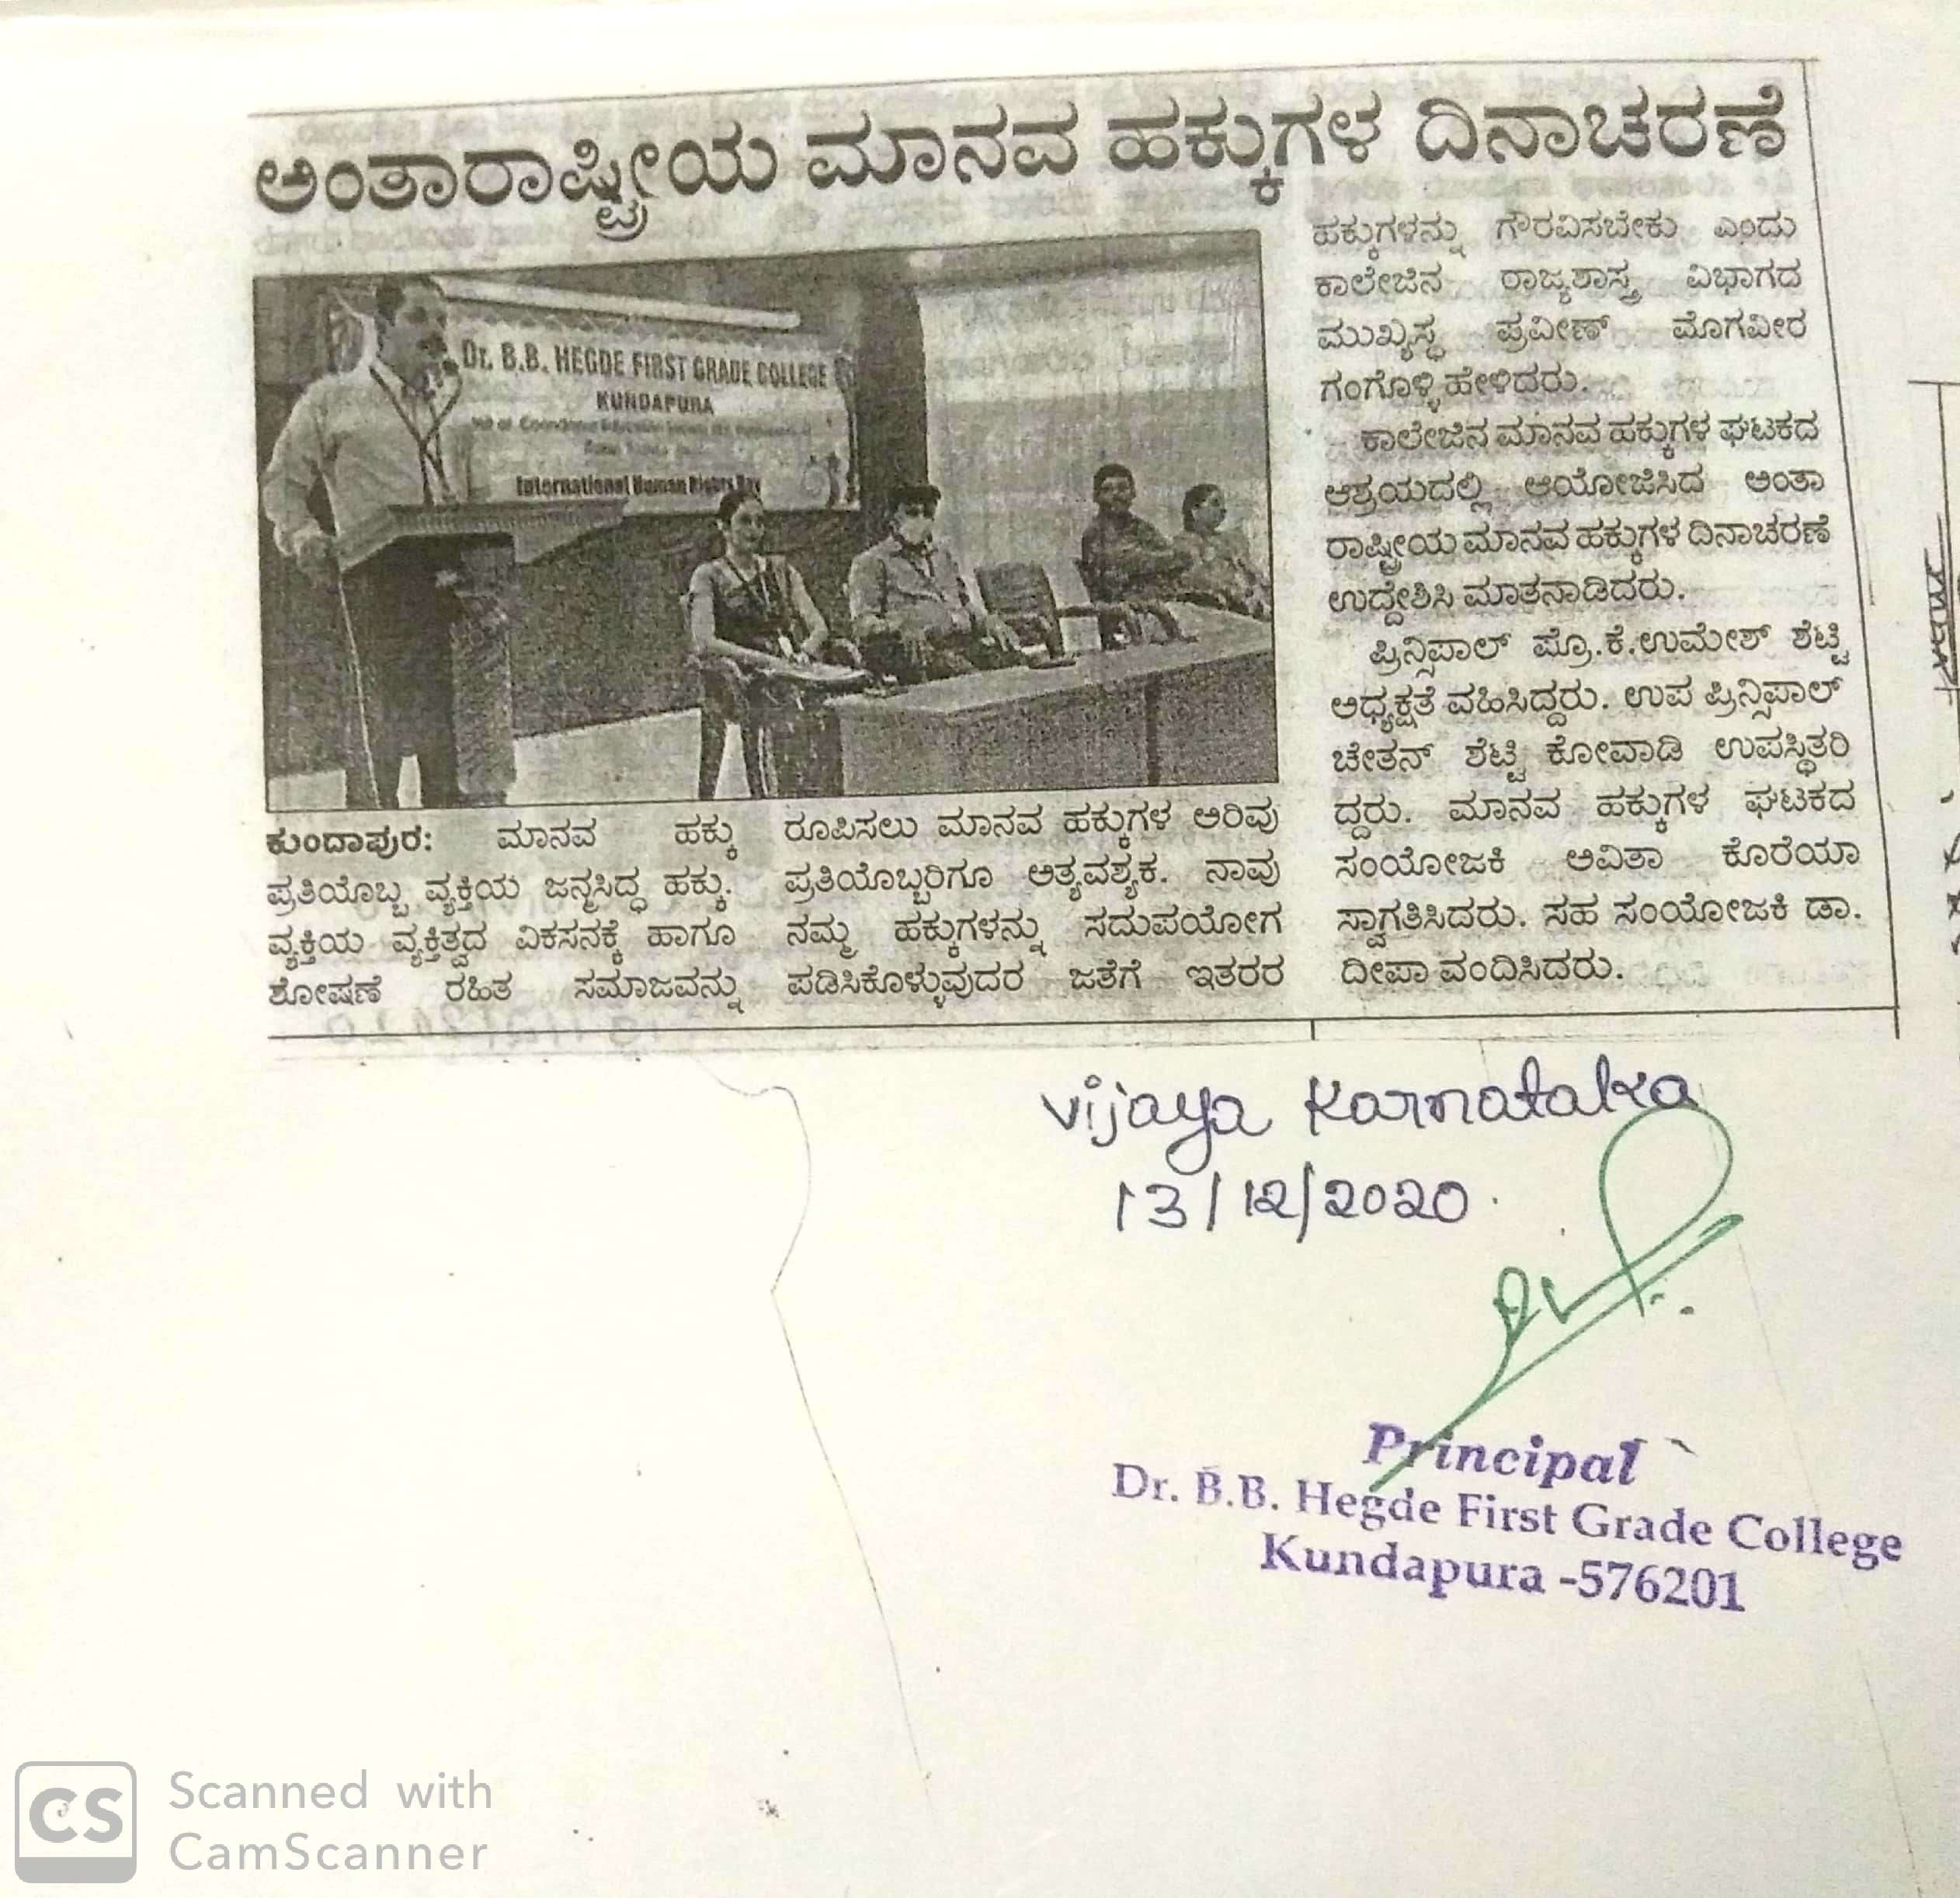 ಅಂತಾರಾಷ್ಟ್ರೀಯ ಮಾನವ ಹಕ್ಕುಗಳ ದಿನಾಚರಣೆ
Dr. B.B. HEGDE FIRST GRADE COLLEGE
KUNDAPURA
International Human Rights Day
ಕುಂದಾಪುರ: ಮಾನವ ಹಕ್ಕು
ಪ್ರತಿಯೊಬ್ಬ ವ್ಯಕ್ತಿಯ ಜನ್ಮಸಿದ್ಧ ಹಕ್ಕು.
ವ್ಯಕ್ತಿಯ ವ್ಯಕ್ತಿತ್ವದ ವಿಕಸನಕ್ಕೆ ಹಾಗೂ
ಶೋಷಣೆ ರಹಿತ ಸಮಾಜವನ್ನು
ರೂಪಿಸಲು ಮಾನವ ಹಕ್ಕುಗಳ ಅರಿವು
ಪ್ರತಿಯೊಬ್ಬರಿಗೂ ಅತ್ಯವಶ್ಯಕ. ನಾವು
ನಮ್ಮ ಹಕ್ಕುಗಳನ್ನು ಸದುಪಯೋಗ
ಪಡಿಸಿಕೊಳ್ಳುವುದರ ಜತೆಗೆ ಇತರರ
ಹಕ್ಕುಗಳನ್ನು ಗೌರವಿಸಬೇಕು ಎಂದು
ಕಾಲೇಜಿನ ರಾಜ್ಯಶಾಸ್ತ್ರ ವಿಭಾಗದ
ಮುಖ್ಯಸ್ಥ ಪ್ರವೀಣ್ ಮೊಗವೀರ
ಗಂಗೊಳ್ಳಿ ಹೇಳಿದರು.
ಕಾಲೇಜಿನ ಮಾನವ ಹಕ್ಕುಗಳ ಘಟಕದ
ಆಶ್ರಯದಲ್ಲಿ ಆಯೋಜಿಸಿದ ಅಂತಾ
ರಾಷ್ಟ್ರೀಯ ಮಾನವ ಹಕ್ಕುಗಳ ದಿನಾಚರಣೆ
ಉದ್ದೇಶಿಸಿ ಮಾತನಾಡಿದರು.
ಪ್ರಿನ್ಸಿಪಾಲ್ ಪ್ರೊ.ಕೆ.ಉಮೇಶ್ ಶೆಟ್ಟಿ
ಅಧ್ಯಕ್ಷತೆ ವಹಿಸಿದ್ದರು. ಉಪ ಪ್ರಿನ್ಸಿಪಾಲ್
ಚೇತನ್ ಶೆಟ್ಟಿ ಕೋವಾಡಿ ಉಪಸ್ಥಿತರಿ
ದ್ದರು. ಮಾನವ ಹಕ್ಕುಗಳ ಘಟಕದ
ಸಂಯೋಜಕಿ ಅವಿತಾ ಕೊರೆಯಾ
ಸ್ವಾಗತಿಸಿದರು. ಸಹ ಸಂಯೋಜಕಿ ಡಾ.
ದೀಪಾ ವಂದಿಸಿದರು.
Vijaya Karnataka
13/12/2020.
Principal
Dr. B.B. Hegde First Grade College
Kundapura -576201
CS
Scanned with
CamScanner